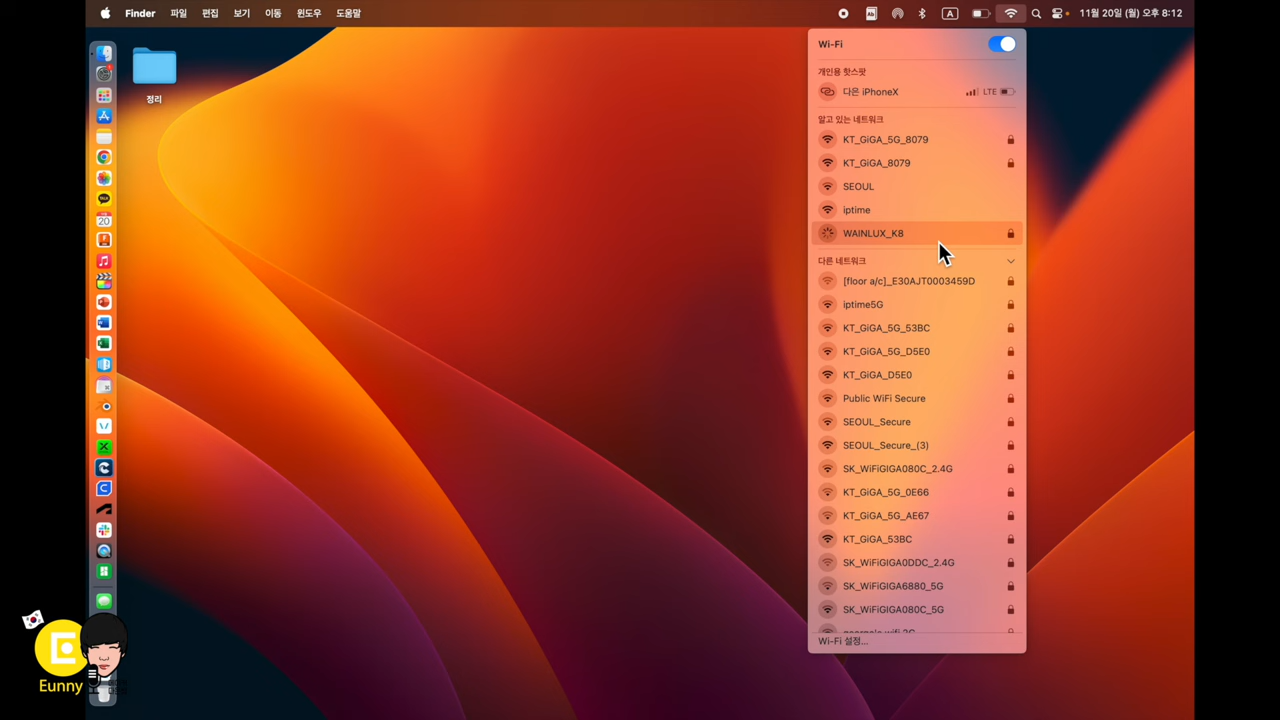 Finder 파일 편집 보기 이동 윈도우 도움말 A 11월 20일 (월) 오후 8:12
정리
TALK
20
Wi-Fi
개인용 핫스팟
다은 iPhoneX LTE
알고 있는 네트워크
KT_GiGA_5G_8079
KT_GiGA_8079
SEOUL
iptime
WAINLUX_K8
다른 네트워크
[floor a/c]_E30AJT0003459D
iptime5G
KT_GiGA_5G_53BC
KT_GiGA_5G_D5E0
KT_GiGA_D5E0
Public WiFi Secure
SEOUL_Secure
SEOUL_Secure_(3)
SK_WiFiGIGA080C_2.4G
KT_GiGA_5G_0E66
KT_GiGA_5G_AE67
KT_GiGA_53BC
SK_WiFiGIGA0DDC_2.4G
SK_WiFiGIGA6880_5G
SK_WiFiGIGA080C_5G
Wi-Fi 설정...
E
Eunny